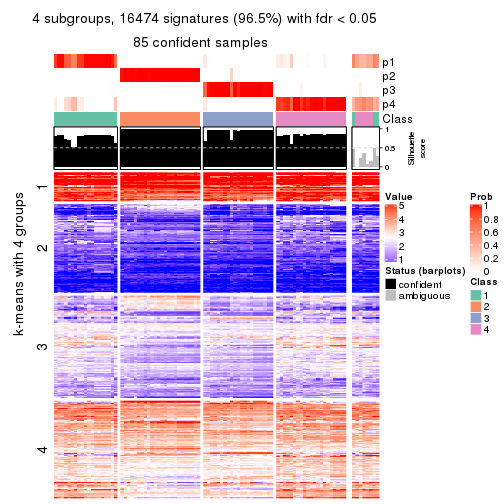 4 subgroups, 16474 signatures (96.5%) with fdr < 0.05
85 confident samples
p1
p2
p3
p4
Class
1
0.5
0
Silhouette
score
k-means with 4 groups
1
2
3
4
Value
5
4
3
2
1
Status (barplots)
confident
ambiguous
Prob
1
0.8
0.6
0.4
0.2
0
Class
1
2
3
4